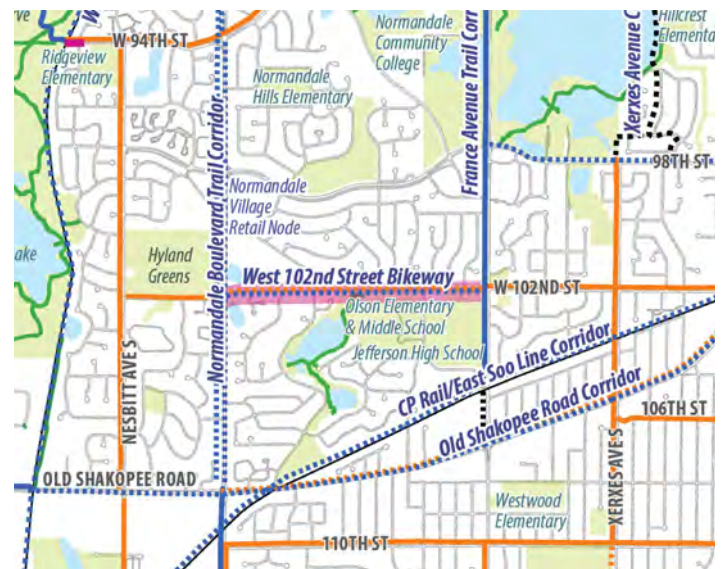 W 94TH ST
Ridgeview
Elementary
Normandale
Community
College
Hillcrest
Elementa
Normandale
Hills Elementary
Normandale Boulevard Trail Corridor
France Avenue Trail Corr
Xerxes Avenue C
98TH ST
Normandale
Village
Retail Node
Hyland
Greens
West 102nd Street Bikeway
W 102ND ST
Olson Elementary
& Middle School
Jefferson High School
CP Rail/East Soo Line Corridor
Old Shakopee Road Corridor
NESBITT AVE S
106TH ST
OLD SHAKOPEE ROAD
Westwood
Elementary
XERXES AVE S
110TH ST